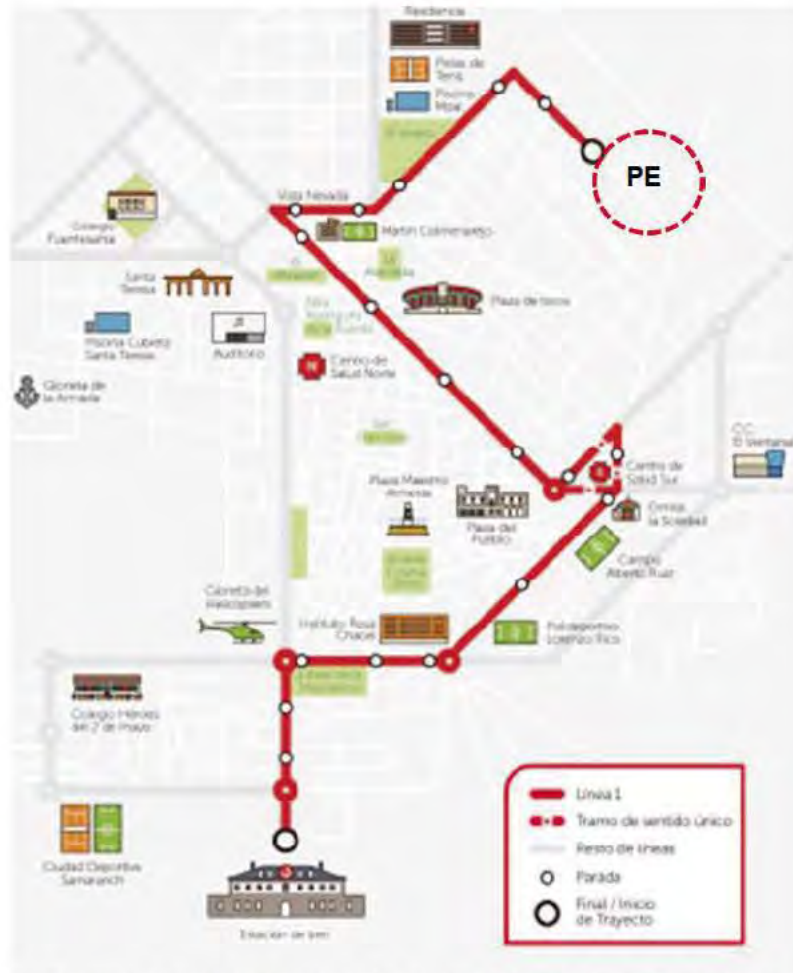 Residencia
Pistas de
Tenis
Piscina
PE
Vista Nevada
Martín Colmenarejo
Colegio
Fuentesanta
Santa
Teresa
Plaza de toros
Piscina Cubierta
Santa Teresa
Auditorio
Centro de
Salud Norte
Glorieta de
la Armada
C.C.
El Ventanal
Centro de
Salud Sur
Plaza Maestro
Plaza del
Pueblo
Ermita
la Soledad
Campo
Alberto Ruiz
Glorieta del
Helicóptero
Instituto Rosa
Chacel
Polideportivo
Lorenzo Rico
Colegio Héroes
del 2 de mayo
Ciudad Deportiva
Samaranch
Estación de tren
Línea 1
Tramo de sentido único
Resto de líneas
Parada
Final / Inicio
de Trayecto